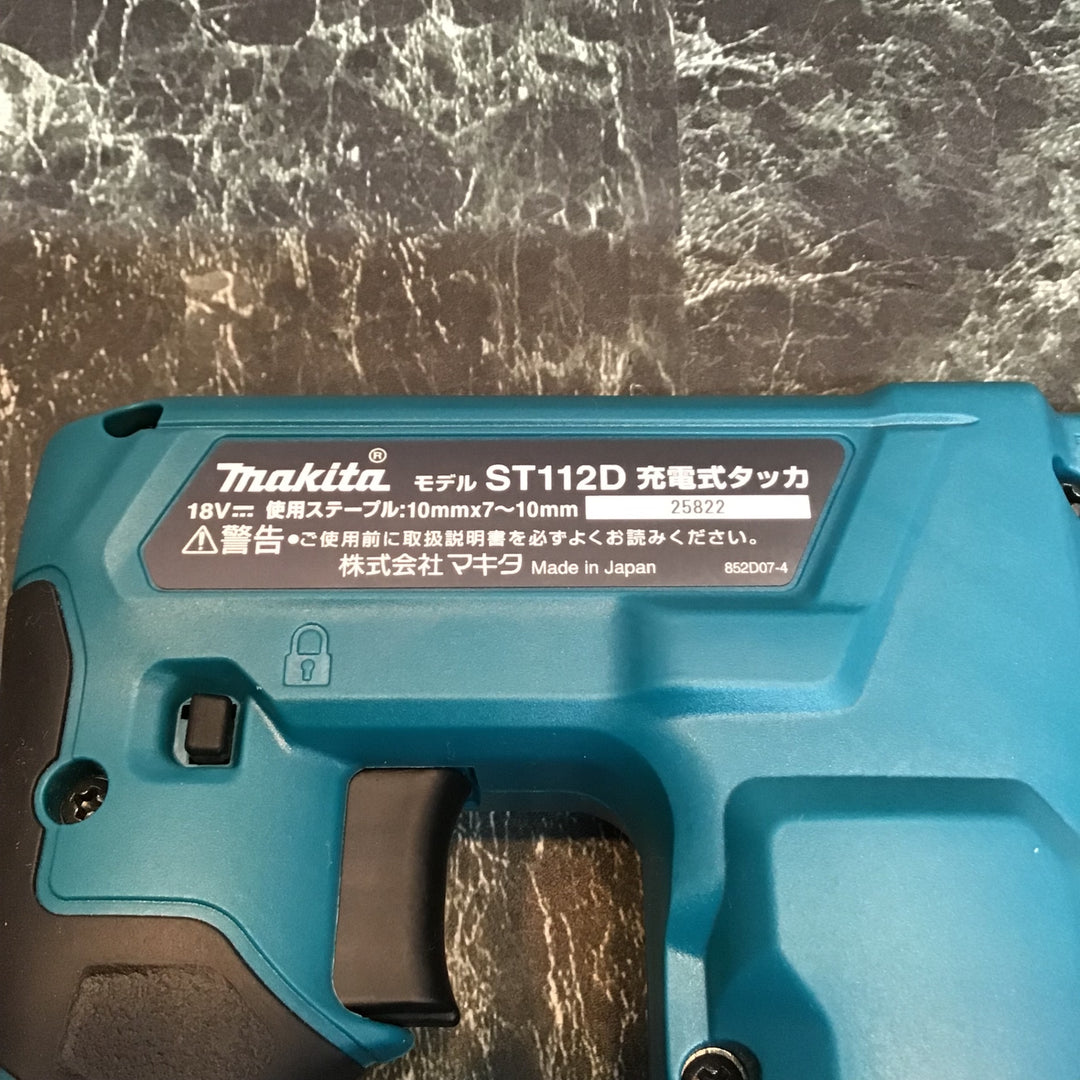 makita® モデル ST112D 充電式タッカ
18V⎓ 使用ステーブル:10mmx7〜10mm 25822
⚠警告 •ご使用前に取扱説明書を必ずよくお読みください。
株式会社 マキタ Made in Japan 852D07-4